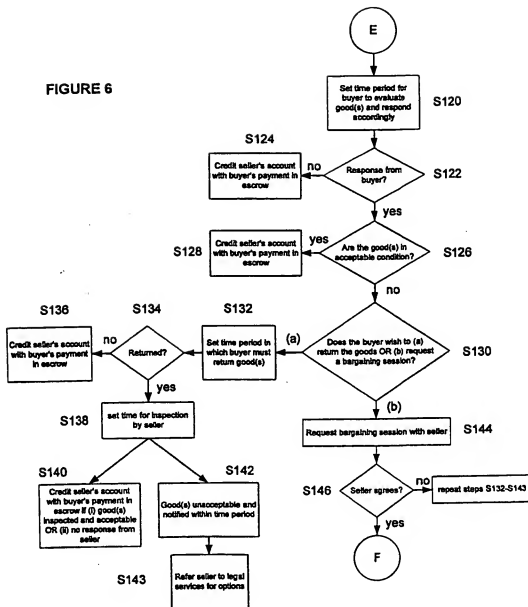 E
FIGURE 6
Set time period for
buyer to evaluate
good(s) and respond
accordingly
S120
S124
Credit seller's account
with buyer's payment in
escrow
no
Response from
buyer?
S122
yes
S128
Credit seller's account
with buyer's payment in
escrow
yes
Are the good(s) in
acceptable condition?
S126
no
S136
S134
S132
Credit seller's account
with buyer's payment
in escrow
no
Returned?
Set time period in
which buyer must
return good(s)
(a)
Does the buyer wish to (a)
return the goods OR (b) request
a bargaining session?
S130
yes
(b)
S138
set time for inspection
by seller
Request bargaining session with seller
S144
S140
S142
Credit seller's account
with buyer's payment in
escrow if (i) good(s)
inspected and acceptable
OR (ii) no response from
seller
Good(s) unacceptable and
notified within time period
S146
Seller agrees?
no
repeat steps S132-S143
yes
S143
Refer seller to legal
services for options
F